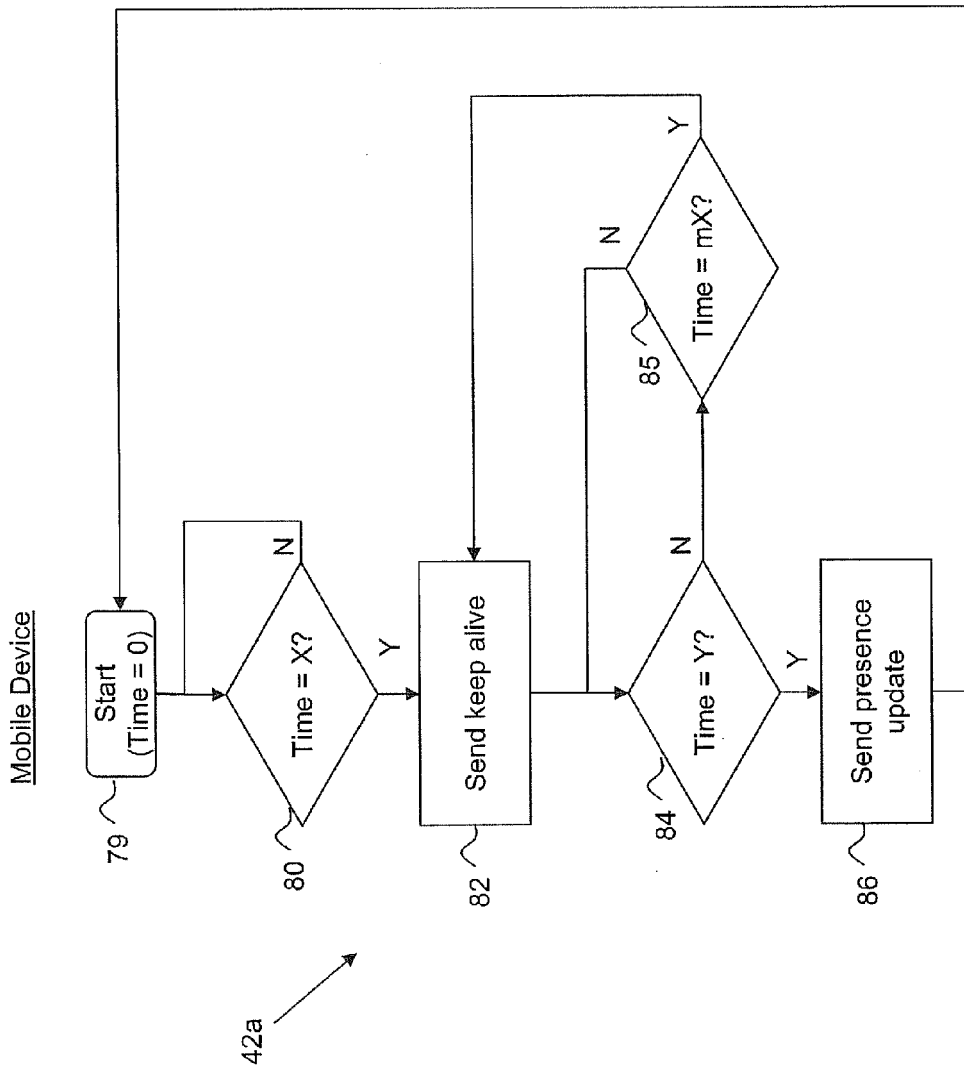 Mobile Device
Start
(Time = 0)
79
Time = X?
N
Y
80
Send keep alive
82
Time = Y?
N
Y
84
Time = mX?
N
Y
85
Send presence
update
86
42a